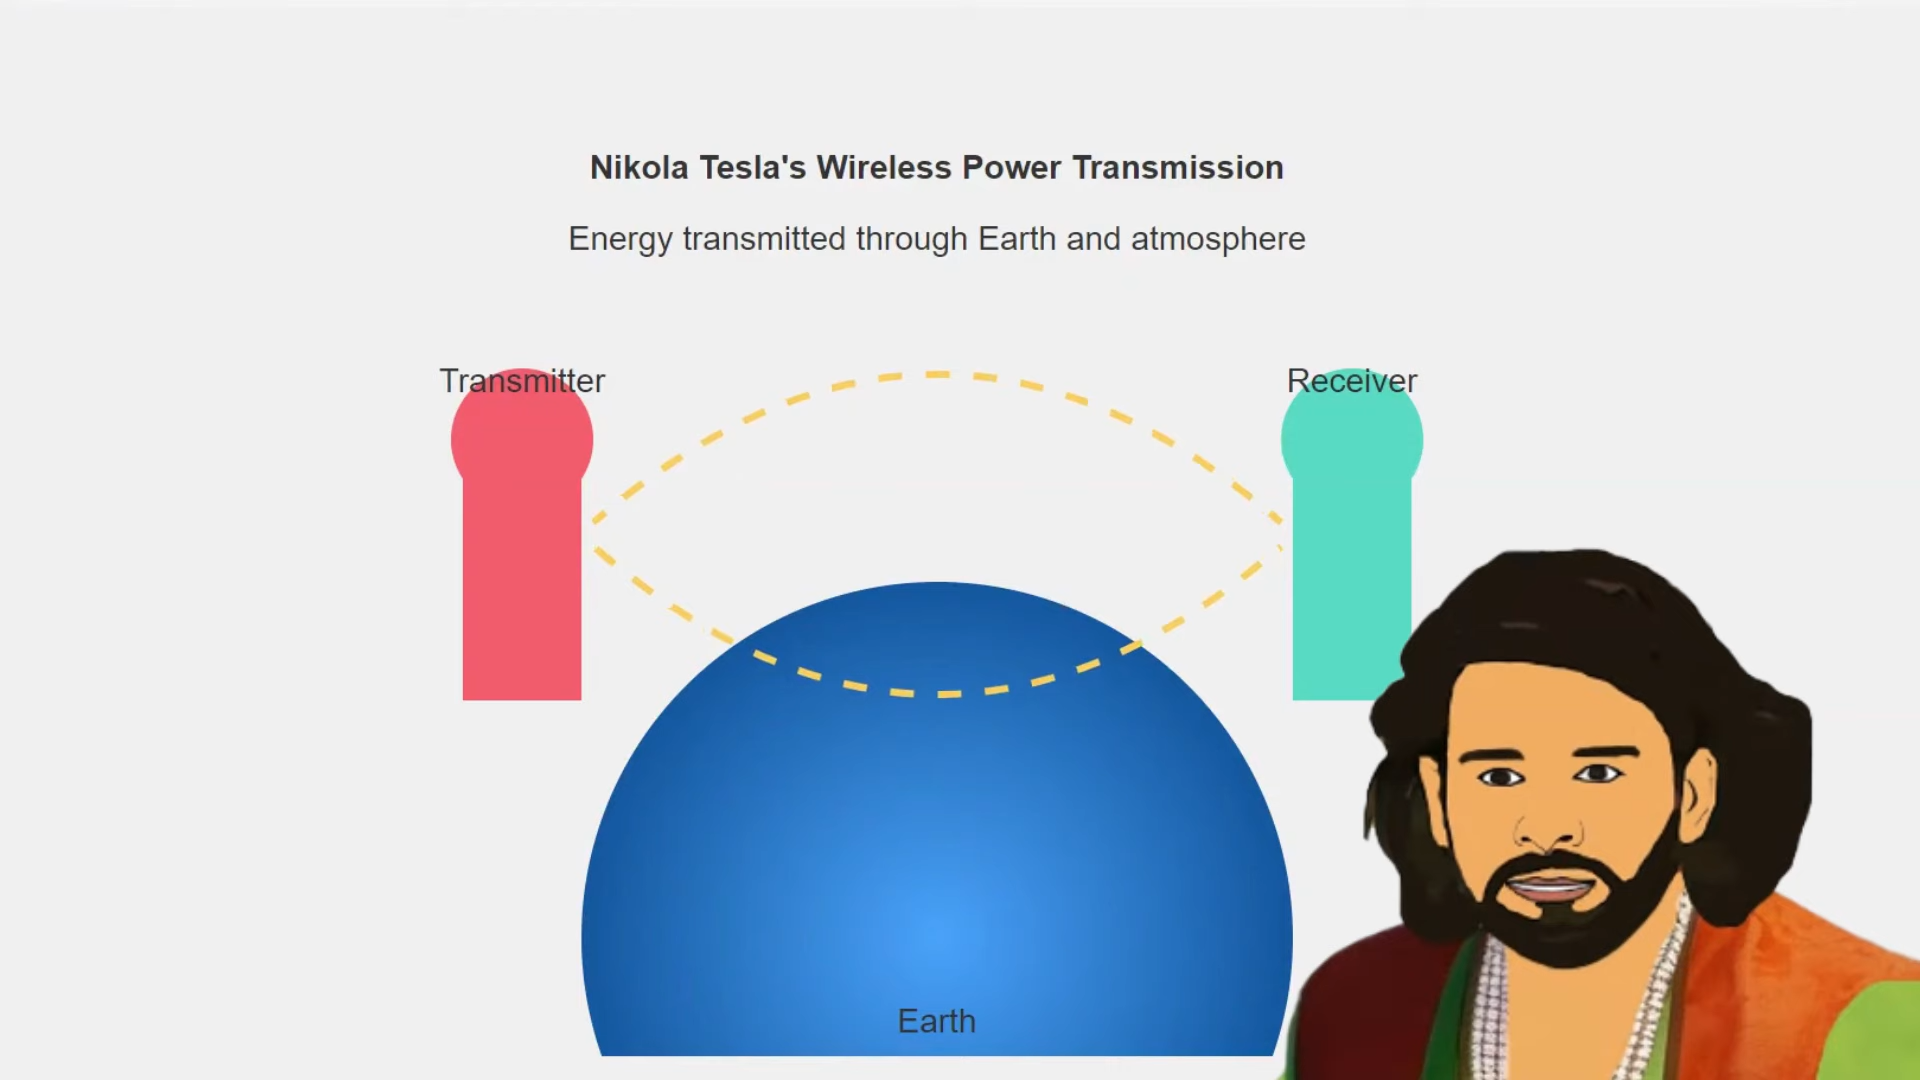 Nikola Tesla's Wireless Power Transmission
Energy transmitted through Earth and atmosphere
Transmitter
Receiver
Earth